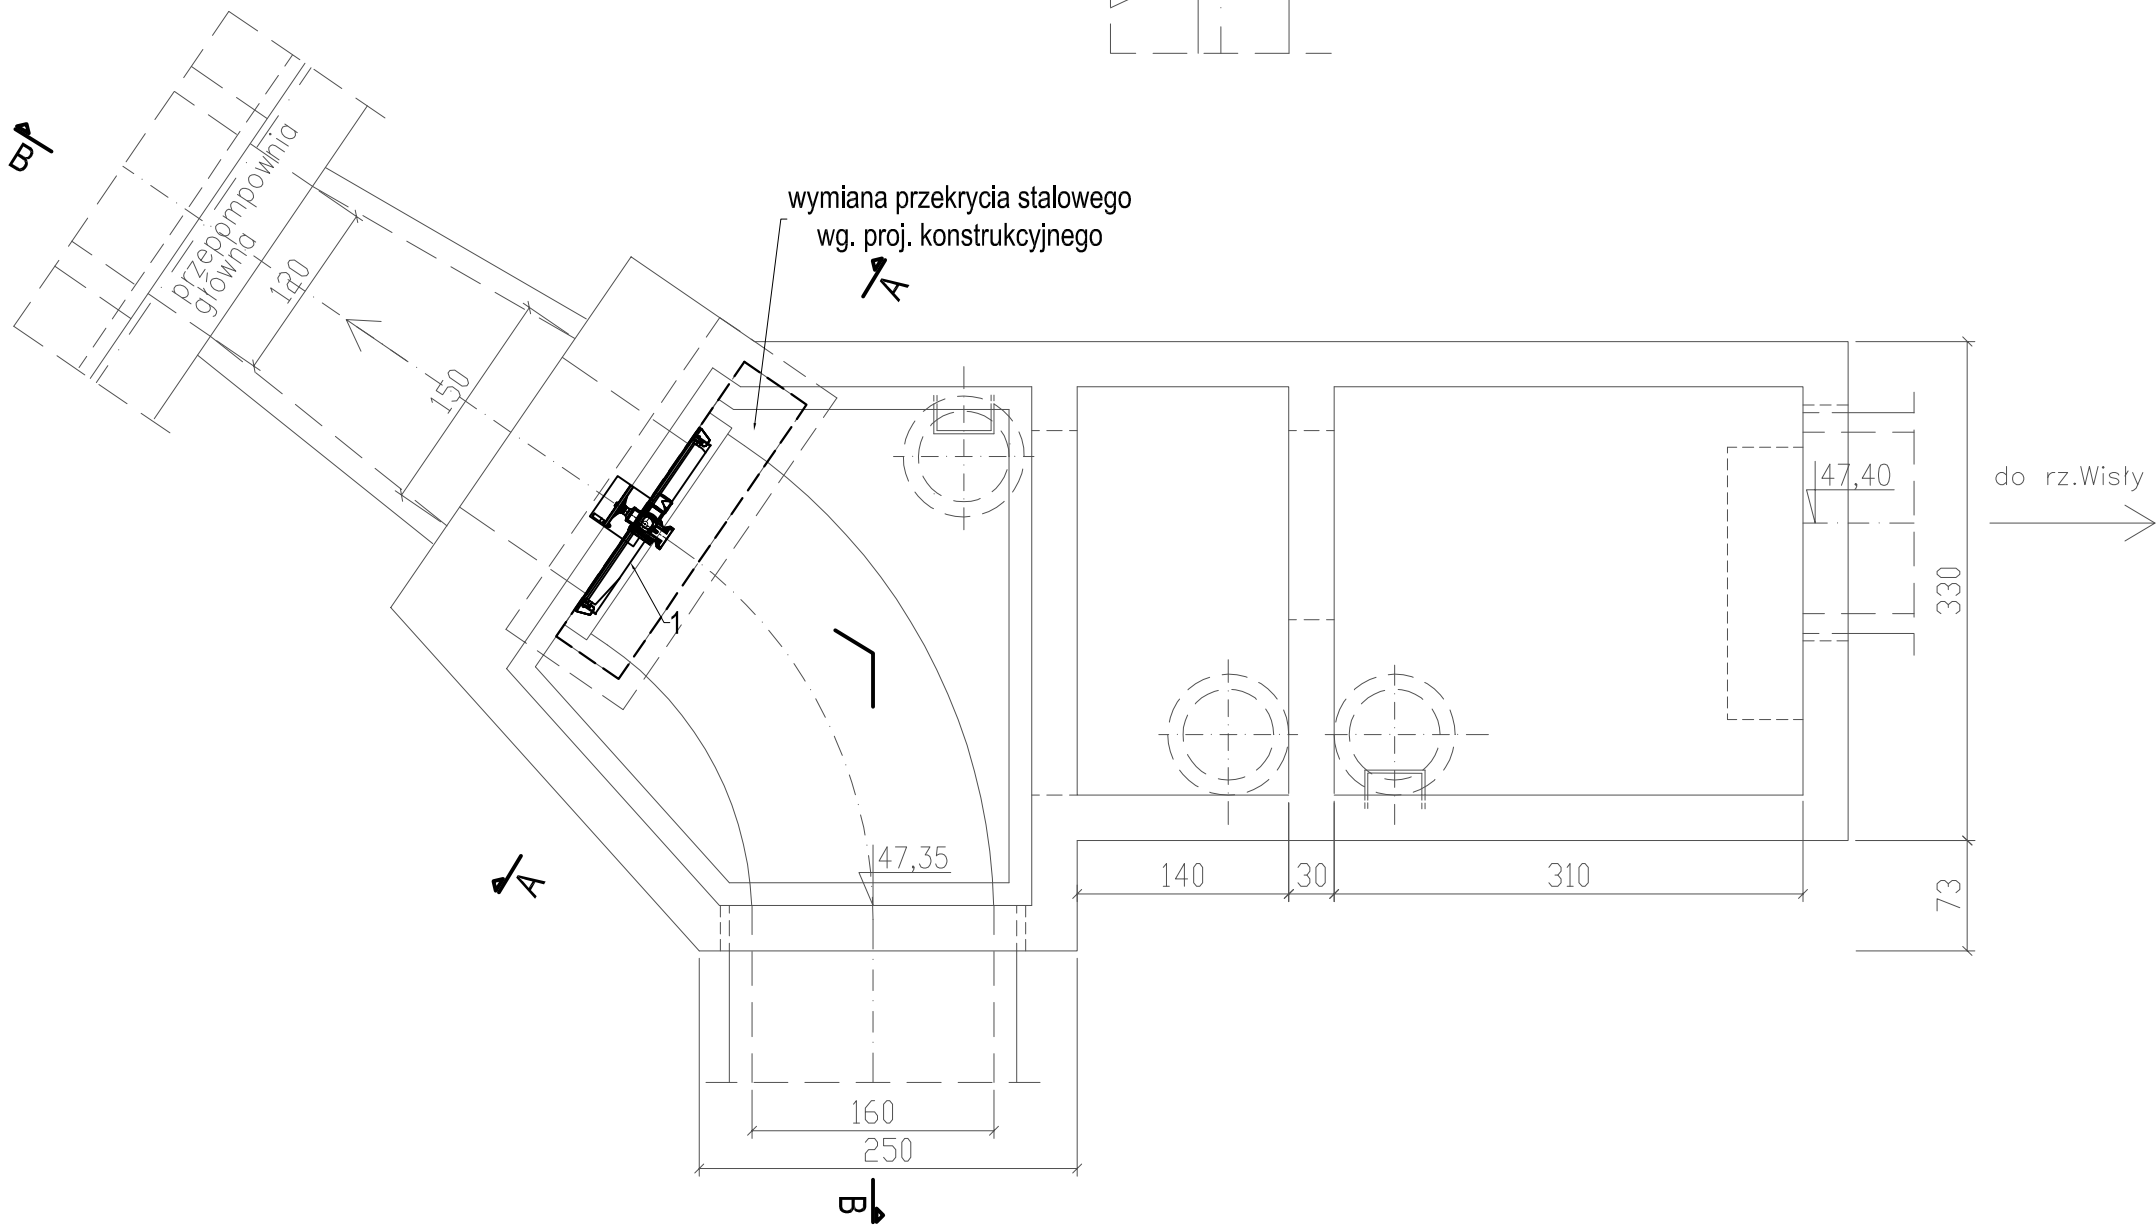 B
przepompownia
główna
120
150
wymiana przekrycia stalowego
wg. proj. konstrukcyjnego
A
1
47,40
do rz.Wisły
330
73
47,35
140
30
310
A
160
250
B